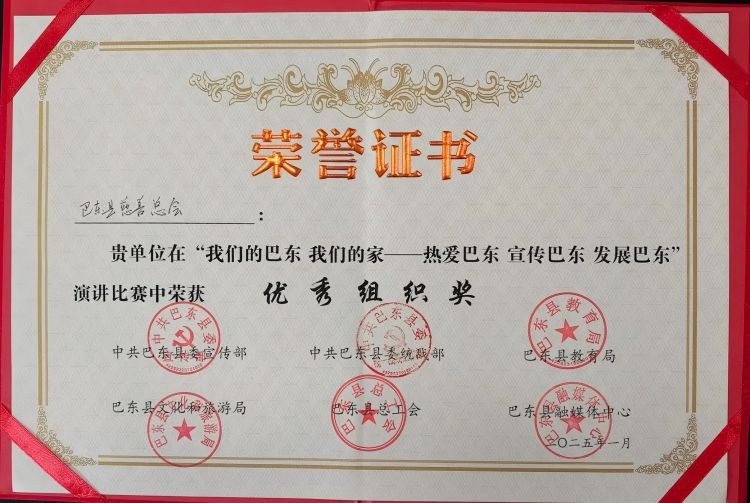 荣誉证书
巴东县慈善总会：
贵单位在“我们的巴东 我们的家——热爱巴东 宣传巴东 发展巴东”
演讲比赛中荣获 优秀组织奖
中共巴东县委宣传部 中共巴东县委统战部 巴东县教育局
巴东县文化和旅游局 巴东县总工会 巴东县融媒体中心
二〇二五年一月